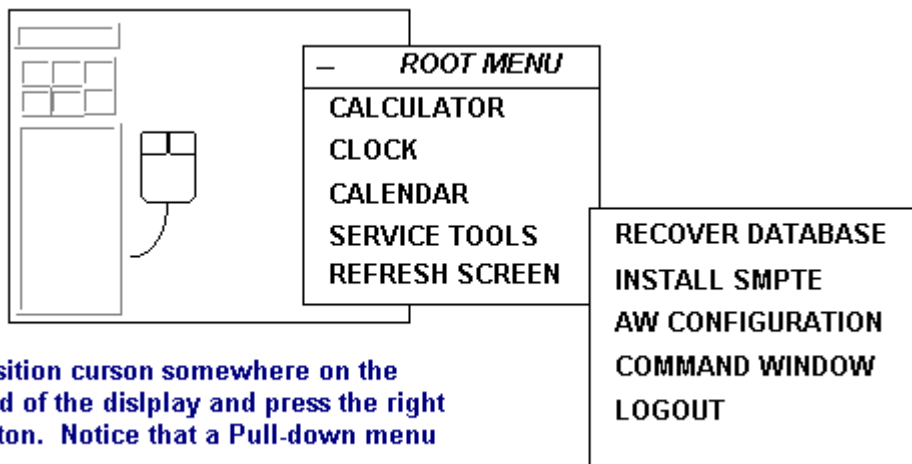 ROOT MENU
CALCULATOR
CLOCK
CALENDAR
SERVICE TOOLS
REFRESH SCREEN
RECOVER DATABASE
INSTALL SMPTE
AW CONFIGURATION
COMMAND WINDOW
LOGOUT
sition curson somewhere on the
d of the dislplay and press the right
ton. Notice that a Pull-down menu